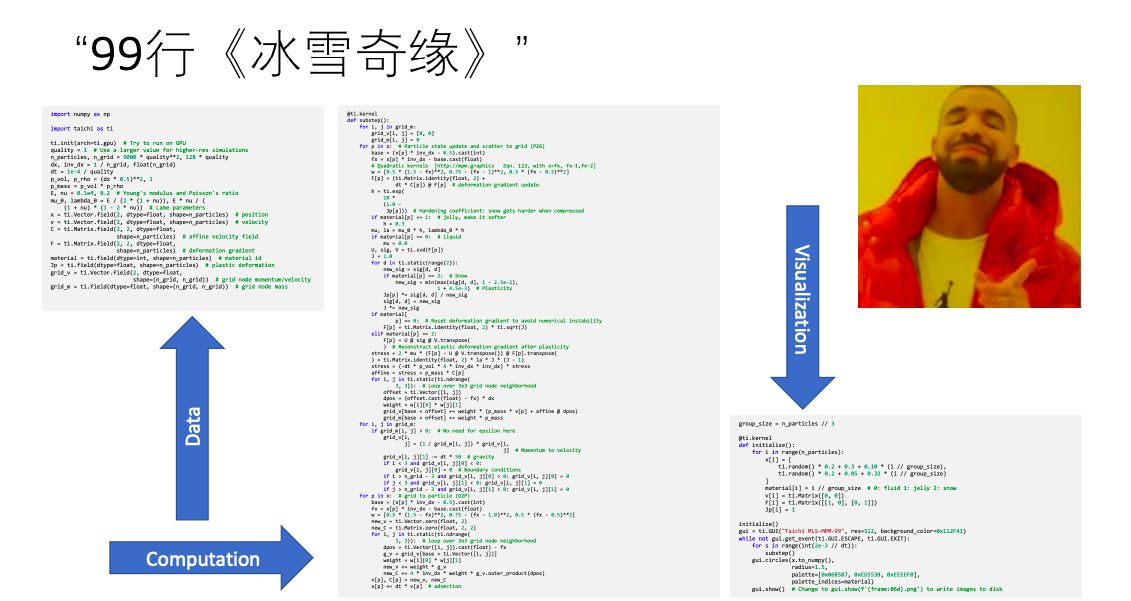 “99行《冰雪奇缘》”
import numpy as np
import taichi as ti
ti.init(arch=ti.gpu)  # Try to run on GPU
quality = 1  # Use a larger value for higher-res simulations
n_particles, n_grid = 9000 * quality**2, 128 * quality
dx, inv_dx = 1 / n_grid, float(n_grid)
dt = 1e-4 / quality
p_vol, p_rho = (dx * 0.5)**2, 1
p_mass = p_vol * p_rho
E, nu = 0.1e4, 0.2  # Young's modulus and Poisson's ratio
mu_0, lambda_0 = E / (2 * (1 + nu)), E * nu / (
    (1 + nu) * (1 - 2 * nu))  # Lame parameters
x = ti.Vector.field(2, dtype=float, shape=n_particles)  # position
v = ti.Vector.field(2, dtype=float, shape=n_particles)  # velocity
C = ti.Matrix.field(2, 2, dtype=float,
                    shape=n_particles)  # affine velocity field
F = ti.Matrix.field(2, 2, dtype=float,
                    shape=n_particles)  # deformation gradient
material = ti.field(dtype=int, shape=n_particles)  # material id
Jp = ti.field(dtype=float, shape=n_particles)  # plastic deformation
grid_v = ti.Vector.field(2, dtype=float,
                         shape=(n_grid, n_grid))  # grid node momentum/velocity
grid_m = ti.field(dtype=float, shape=(n_grid, n_grid))  # grid node mass
Data
Computation
@ti.kernel
def substep():
    for i, j in grid_m:
        grid_v[i, j] = [0, 0]
        grid_m[i, j] = 0
    for p in x:  # Particle state update and scatter to grid (P2G)
        base = (x[p] * inv_dx - 0.5).cast(int)
        fx = x[p] * inv_dx - base.cast(float)
        # Quadratic kernels  [http://mpm.graphics   Eqn. 123, with x=fx, fx-1,fx-2]
        w = [0.5 * (1.5 - fx)**2, 0.75 - (fx - 1)**2, 0.5 * (fx - 0.5)**2]
        F[p] = (ti.Matrix.identity(float, 2) +
                dt * C[p]) @ F[p]  # deformation gradient update
        h = ti.exp(
            10 *
            (1.0 -
             Jp[p]))  # Hardening coefficient: snow gets harder when compressed
        if material[p] == 1:  # jelly, make it softer
            h = 0.3
        mu, la = mu_0 * h, lambda_0 * h
        if material[p] == 0:  # liquid
            mu = 0.0
        U, sig, V = ti.svd(F[p])
        J = 1.0
        for d in ti.static(range(2)):
            new_sig = sig[d, d]
            if material[p] == 2:  # Snow
                new_sig = min(max(sig[d, d], 1 - 2.5e-2),
                              1 + 4.5e-3)  # Plasticity
            Jp[p] *= sig[d, d] / new_sig
            sig[d, d] = new_sig
            J *= new_sig
        if material[
                p] == 0:  # Reset deformation gradient to avoid numerical instability
            F[p] = ti.Matrix.identity(float, 2) * ti.sqrt(J)
        elif material[p] == 2:
            F[p] = U @ sig @ V.transpose(
            )  # Reconstruct elastic deformation gradient after plasticity
        stress = 2 * mu * (F[p] - U @ V.transpose()) @ F[p].transpose(
        ) + ti.Matrix.identity(float, 2) * la * J * (J - 1)
        stress = (-dt * p_vol * 4 * inv_dx * inv_dx) * stress
        affine = stress + p_mass * C[p]
        for i, j in ti.static(ti.ndrange(
                3, 3)):  # Loop over 3x3 grid node neighborhood
            offset = ti.Vector([i, j])
            dpos = (offset.cast(float) - fx) * dx
            weight = w[i][0] * w[j][1]
            grid_v[base + offset] += weight * (p_mass * v[p] + affine @ dpos)
            grid_m[base + offset] += weight * p_mass
    for i, j in grid_m:
        if grid_m[i, j] > 0:  # No need for epsilon here
            grid_v[i,
                   j] = (1 / grid_m[i, j]) * grid_v[i,
                                                    j]  # Momentum to velocity
            grid_v[i, j][1] -= dt * 50  # gravity
            if i < 3 and grid_v[i, j][0] < 0:
                grid_v[i, j][0] = 0  # Boundary conditions
            if i > n_grid - 3 and grid_v[i, j][0] > 0: grid_v[i, j][0] = 0
            if j < 3 and grid_v[i, j][1] < 0: grid_v[i, j][1] = 0
            if j > n_grid - 3 and grid_v[i, j][1] > 0: grid_v[i, j][1] = 0
    for p in x:  # grid to particle (G2P)
        base = (x[p] * inv_dx - 0.5).cast(int)
        fx = x[p] * inv_dx - base.cast(float)
        w = [0.5 * (1.5 - fx)**2, 0.75 - (fx - 1.0)**2, 0.5 * (fx - 0.5)**2]
        new_v = ti.Vector.zero(float, 2)
        new_C = ti.Matrix.zero(float, 2, 2)
        for i, j in ti.static(ti.ndrange(
                3, 3)):  # loop over 3x3 grid node neighborhood
            dpos = ti.Vector([i, j]).cast(float) - fx
            g_v = grid_v[base + ti.Vector([i, j])]
            weight = w[i][0] * w[j][1]
            new_v += weight * g_v
            new_C += 4 * inv_dx * weight * g_v.outer_product(dpos)
        v[p], C[p] = new_v, new_C
        x[p] += dt * v[p]  # advection
Visualization
group_size = n_particles // 3
@ti.kernel
def initialize():
    for i in range(n_particles):
        x[i] = [
            ti.random() * 0.2 + 0.3 + 0.10 * (i // group_size),
            ti.random() * 0.2 + 0.05 + 0.32 * (i // group_size)
        ]
        material[i] = i // group_size  # 0: fluid 1: jelly 2: snow
        v[i] = ti.Matrix([0, 0])
        F[i] = ti.Matrix([[1, 0], [0, 1]])
        Jp[i] = 1
initialize()
gui = ti.GUI("Taichi MLS-MPM-99", res=512, background_color=0x112F41)
while not gui.get_event(ti.GUI.ESCAPE, ti.GUI.EXIT):
    for s in range(int(2e-3 // dt)):
        substep()
    gui.circles(x.to_numpy(),
                radius=1.5,
                palette=[0x068587, 0xED553B, 0xEEEEF0],
                palette_indices=material)
    gui.show()  # Change to gui.show(f'{frame:06d}.png') to write images to disk